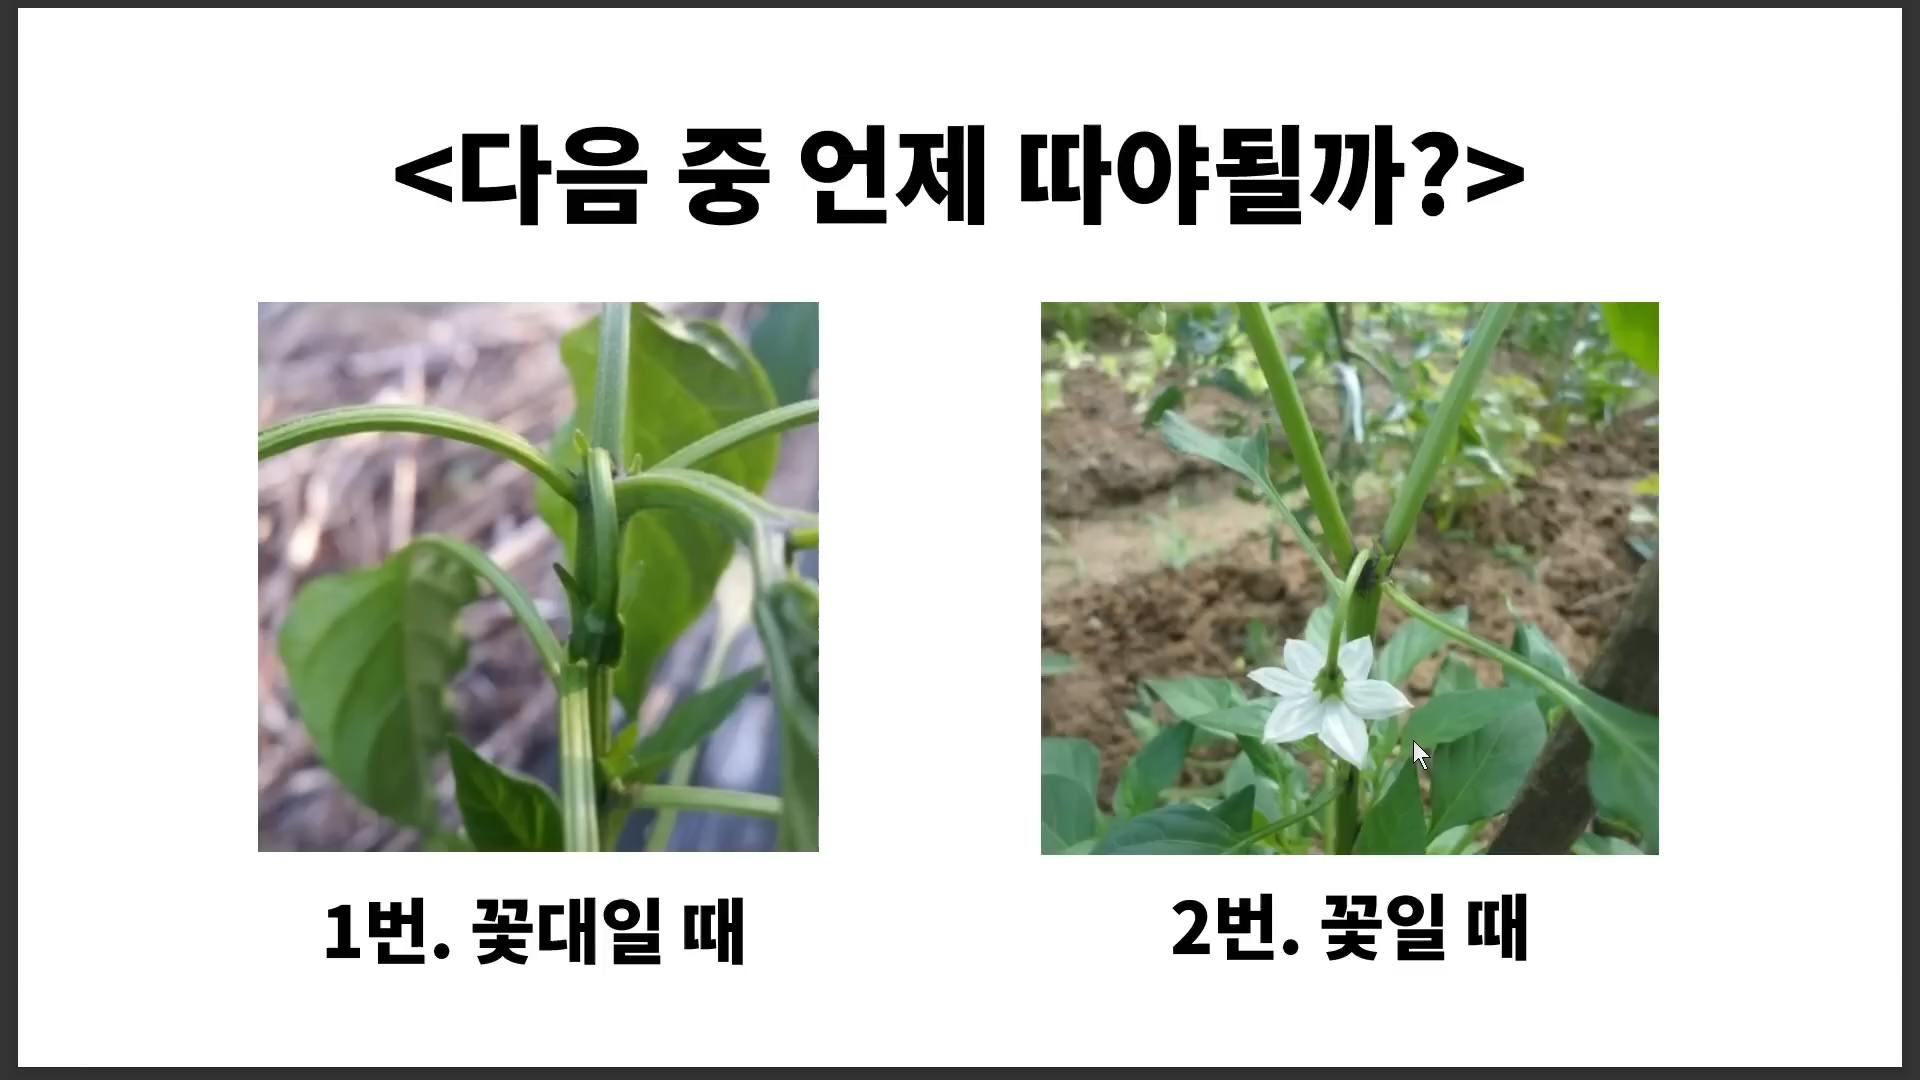 <다음 중 언제 따야될까?>
1번. 꽃대일 때
2번. 꽃일 때